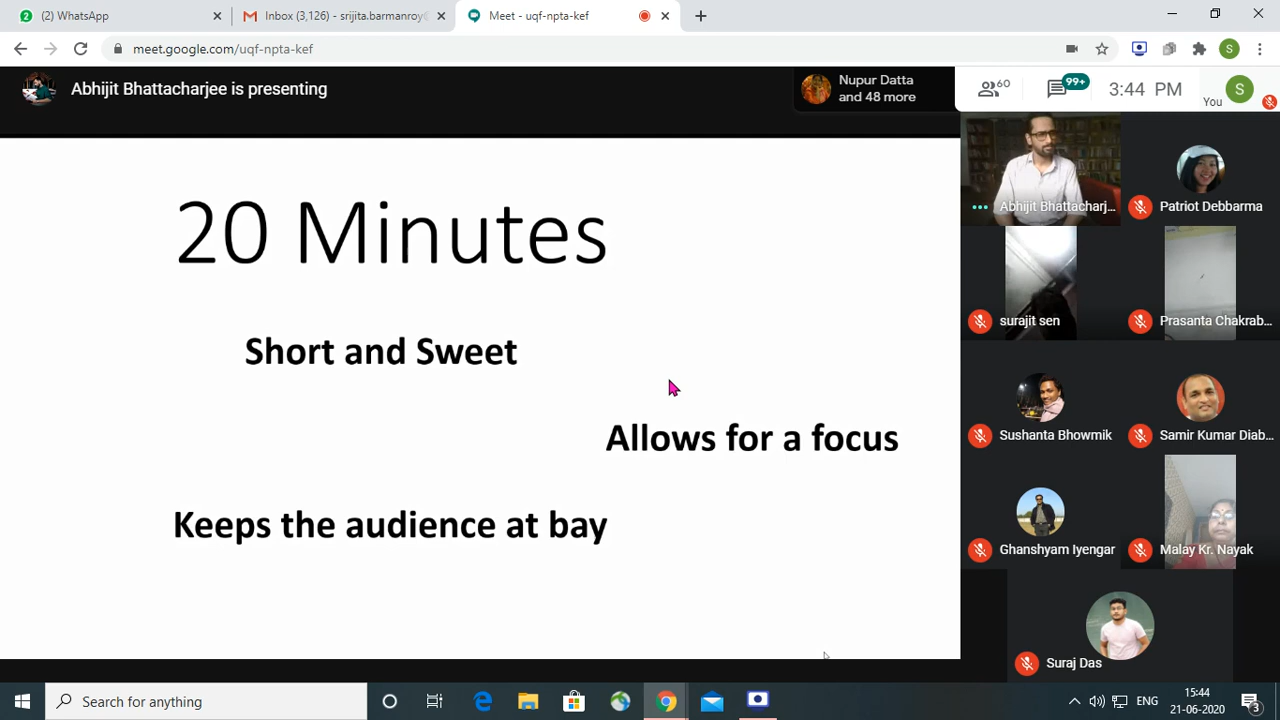 (2) WhatsApp
Inbox (3,126) - srijita.barmanroy@
Meet - uqf-npta-kef
meet.google.com/uqf-npta-kef
S
Abhijit Bhattacharjee is presenting
Nupur Datta
and 48 more
60
99+
3:44 PM
You
S
20 Minutes
Short and Sweet
Allows for a focus
Keeps the audience at bay
Abhijit Bhattacharj...
Patriot Debbarma
surajit sen
Prasanta Chakrab...
Sushanta Bhowmik
Samir Kumar Diab...
Ghanshyam Iyengar
Malay Kr. Nayak
Suraj Das
Search for anything
ENG
15:44
21-06-2020
3